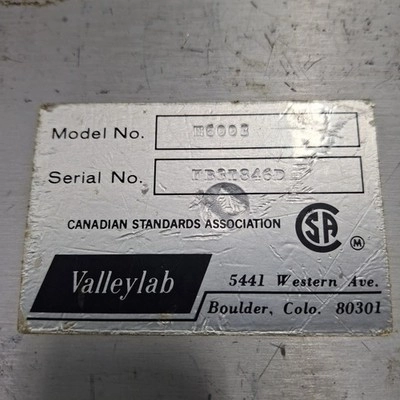 Model No.
Serial No.
CANADIAN STANDARDS ASSOCIATION
Valleylab
5441 Western Ave.
Boulder, Colo. 80301